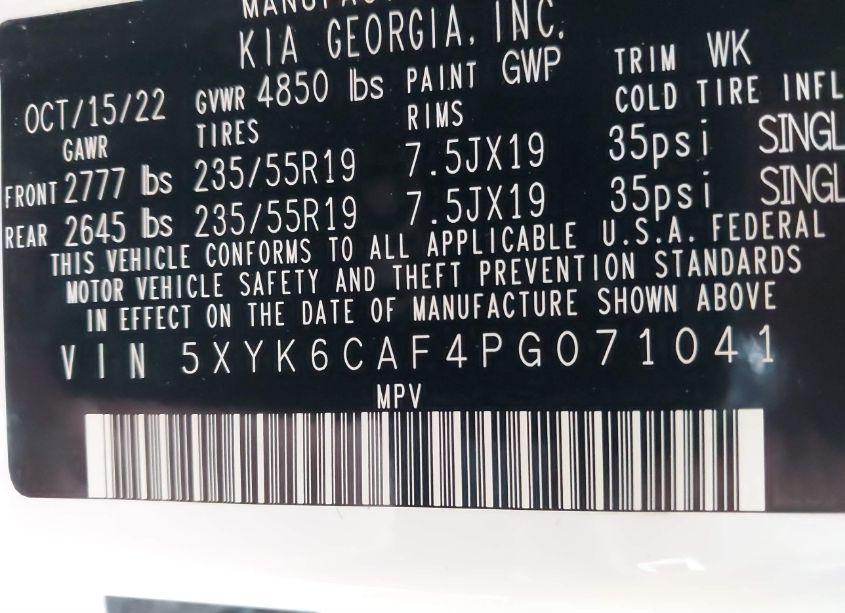 KIA GEORGIA, INC.
OCT/15/22 GVWR 4850 lbs PAINT GWP TRIM WK
GAWR TIRES RIMS COLD TIRE INFL
FRONT 2777 lbs 235/55R19 7.5JX19 35psi SINGL
REAR 2645 lbs 235/55R19 7.5JX19 35psi SINGL
THIS VEHICLE CONFORMS TO ALL APPLICABLE U.S.A. FEDERAL
MOTOR VEHICLE SAFETY AND THEFT PREVENTION STANDARDS
IN EFFECT ON THE DATE OF MANUFACTURE SHOWN ABOVE
VIN 5XYK6CAF4PG071041
MPV